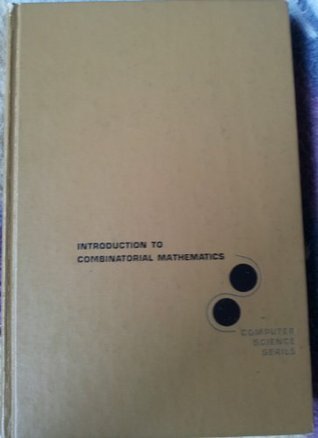 INTRODUCTION TO
COMBINATORIAL MATHEMATICS
COMPUTER
SCIENCE
SERIES